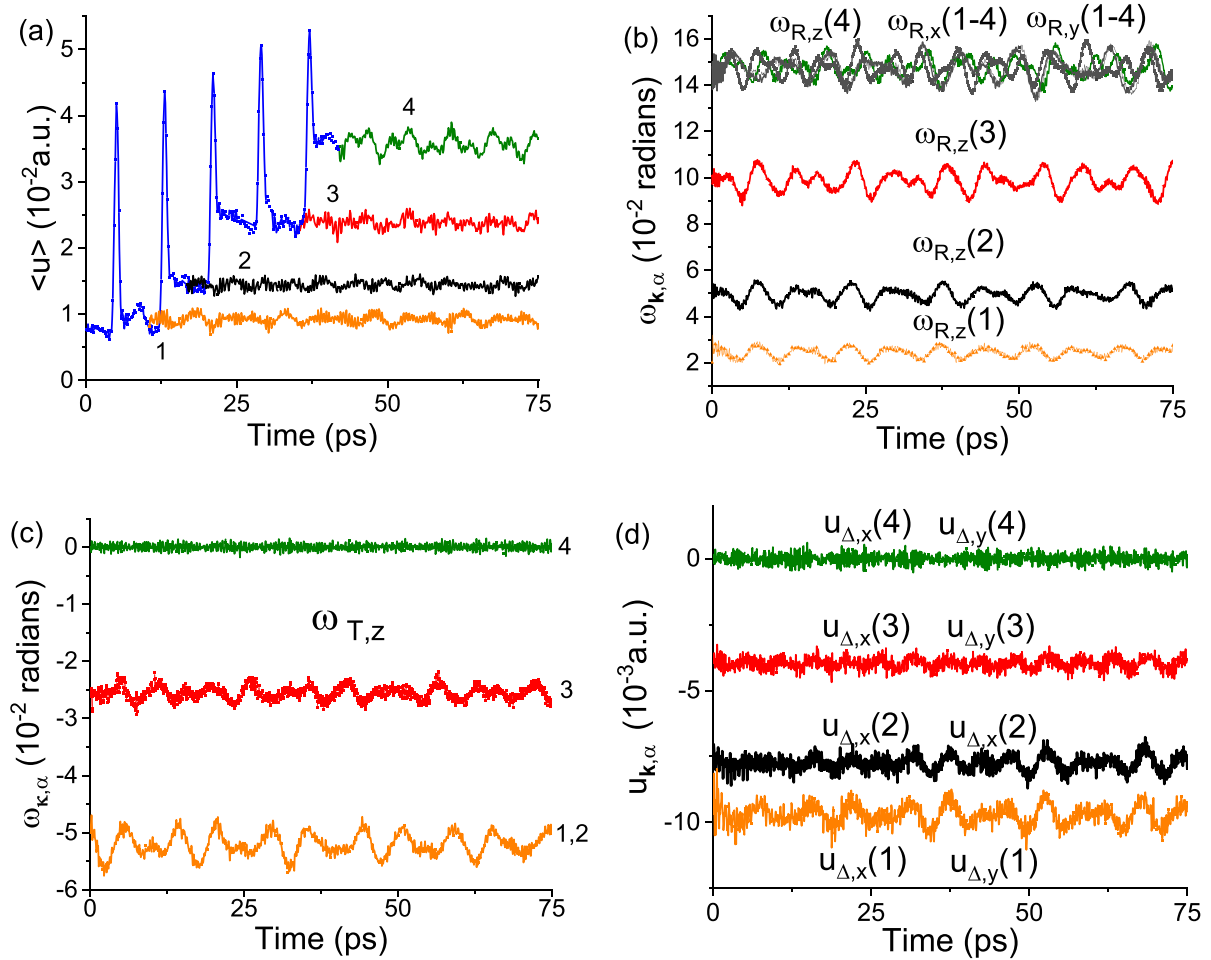 (a)
<u> (10⁻²a.u.)
5
4
3
2
1
0
4
3
2
1
0 25 50 75
Time (ps)
(b)
ω_R,z(4) ω_R,x(1-4) ω_R,y(1-4)
ω_k,α (10⁻² radians)
16
14
12
10
8
6
4
2
ω_R,z(3)
ω_R,z(2)
ω_R,z(1)
0 25 50 75
Time (ps)
(c)
ω_κ,α (10⁻² radians)
0
-1
-2
-3
-4
-5
-6
4
ω_T,z
3
1,2
0 25 50 75
Time (ps)
(d)
u_k,α (10⁻³a.u.)
0
-5
-10
u_Δ,x(4) u_Δ,y(4)
u_Δ,x(3) u_Δ,y(3)
u_Δ,x(2) u_Δ,x(2)
u_Δ,x(1) u_Δ,y(1)
0 25 50 75
Time (ps)